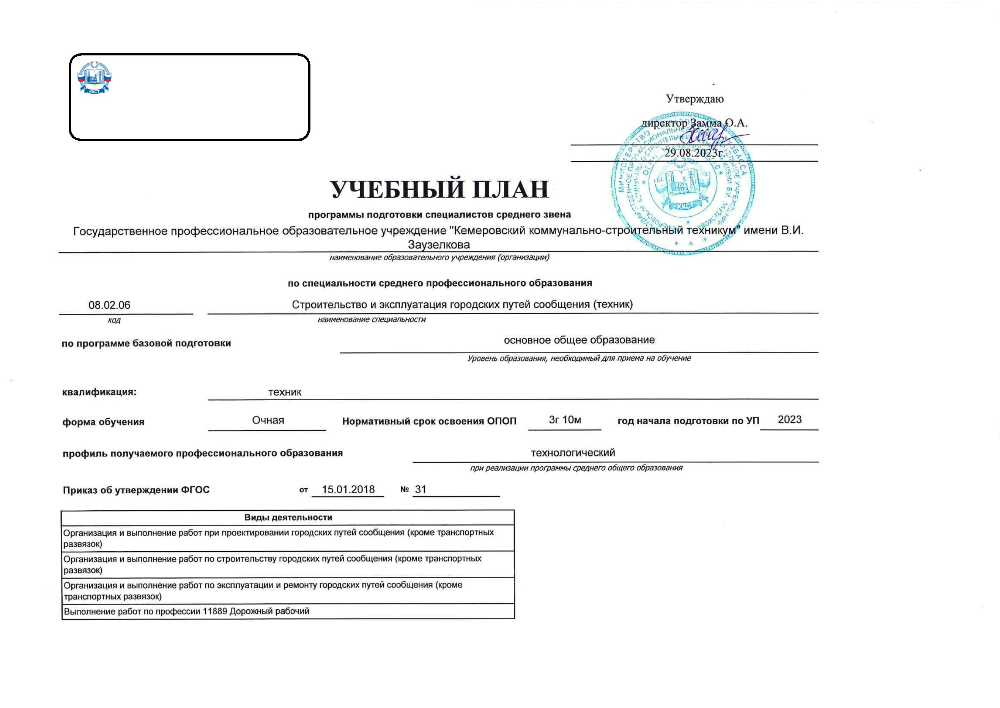 ККСТ
Утверждаю
директор Замма О.А.
29.08.2023г.
УЧЕБНЫЙ ПЛАН
программы подготовки специалистов среднего звена
Государственное профессиональное образовательное учреждение "Кемеровский коммунально-строительный техникум" имени В.И.
Заузелкова
наименование образовательного учреждения (организации)
по специальности среднего профессионального образования
08.02.06 Строительство и эксплуатация городских путей сообщения (техник)
код наименование специальности
по программе базовой подготовки основное общее образование
Уровень образования, необходимый для приема на обучение
квалификация: техник
форма обучения Очная Нормативный срок освоения ОПОП 3г 10м год начала подготовки по УП 2023
профиль получаемого профессионального образования технологический
при реализации программы среднего общего образования
Приказ об утверждении ФГОС от 15.01.2018 № 31
Виды деятельности
Организация и выполнение работ при проектировании городских путей сообщения (кроме транспортных
развязок)
Организация и выполнение работ по строительству городских путей сообщения (кроме транспортных
развязок)
Организация и выполнение работ по эксплуатации и ремонту городских путей сообщения (кроме
транспортных развязок)
Выполнение работ по профессии 11889 Дорожный рабочий